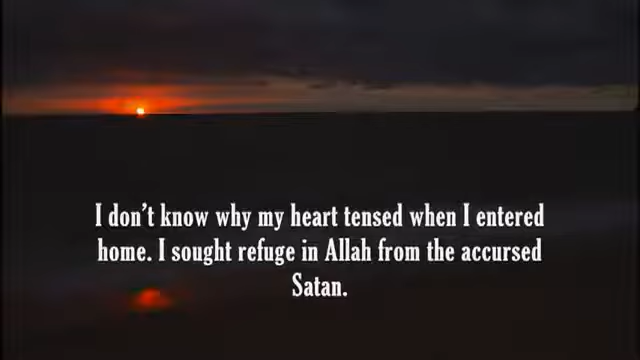 I don’t know why my heart tensed when I entered
home. I sought refuge in Allah from the accursed
Satan.